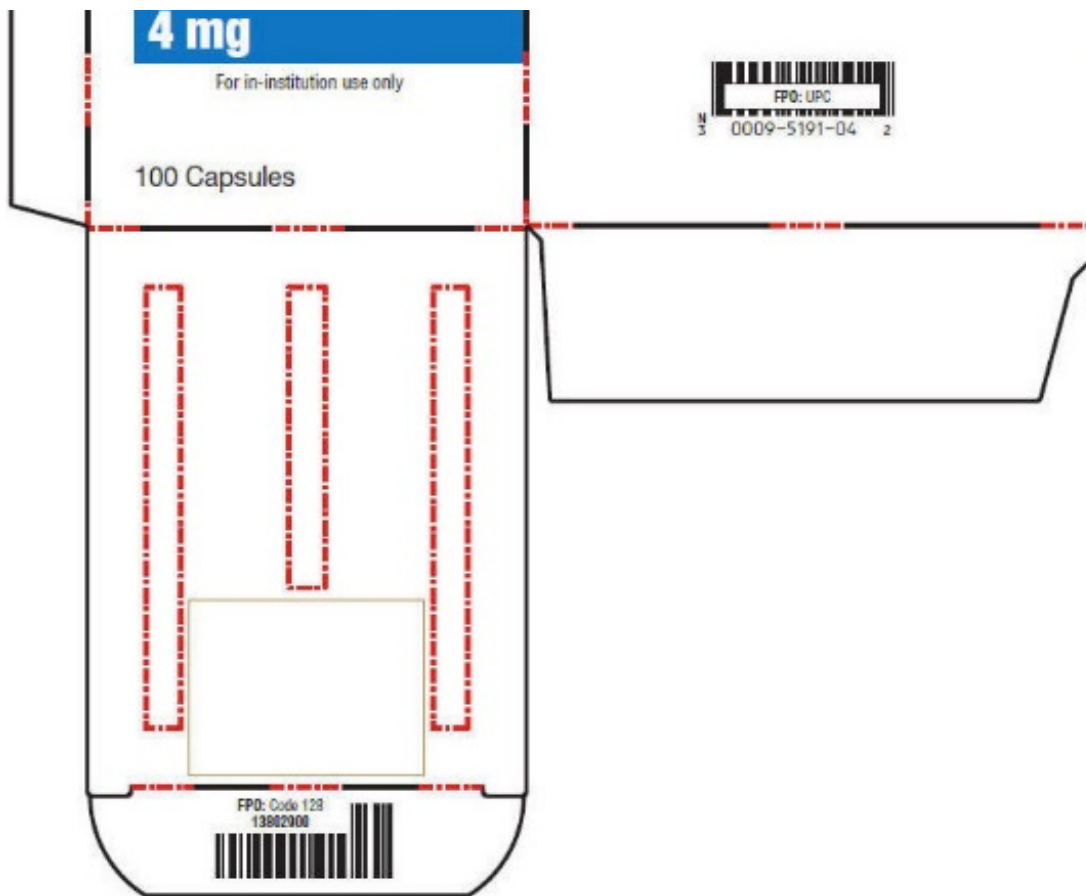 4 mg
For in-institution use only
100 Capsules
FPO: UPC
N
3 0009-5191-04 2
FPO: Code 128
13802900